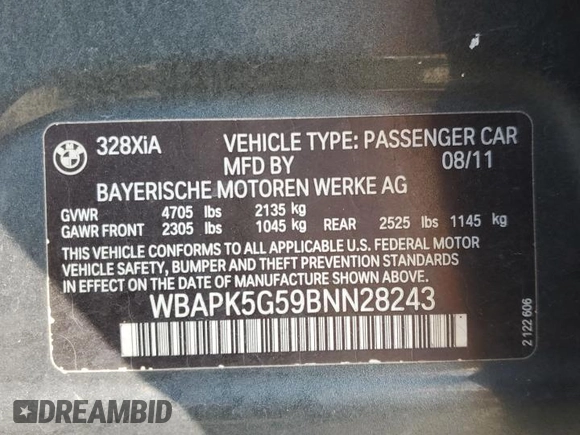 328XiA VEHICLE TYPE: PASSENGER CAR
MFD BY 08/11
BAYERISCHE MOTOREN WERKE AG
GVWR 4705 lbs 2135 kg
GAWR FRONT 2305 lbs 1045 kg REAR 2525 lbs 1145 kg
THIS VEHICLE CONFORMS TO ALL APPLICABLE U.S. FEDERAL MOTOR
VEHICLE SAFETY, BUMPER AND THEFT PREVENTION STANDARDS
IN EFFECT ON THE DATE OF MANUFACTURE SHOWN ABOVE.
WBAPK5G59BNN28243
2 122 606
DREAMBID